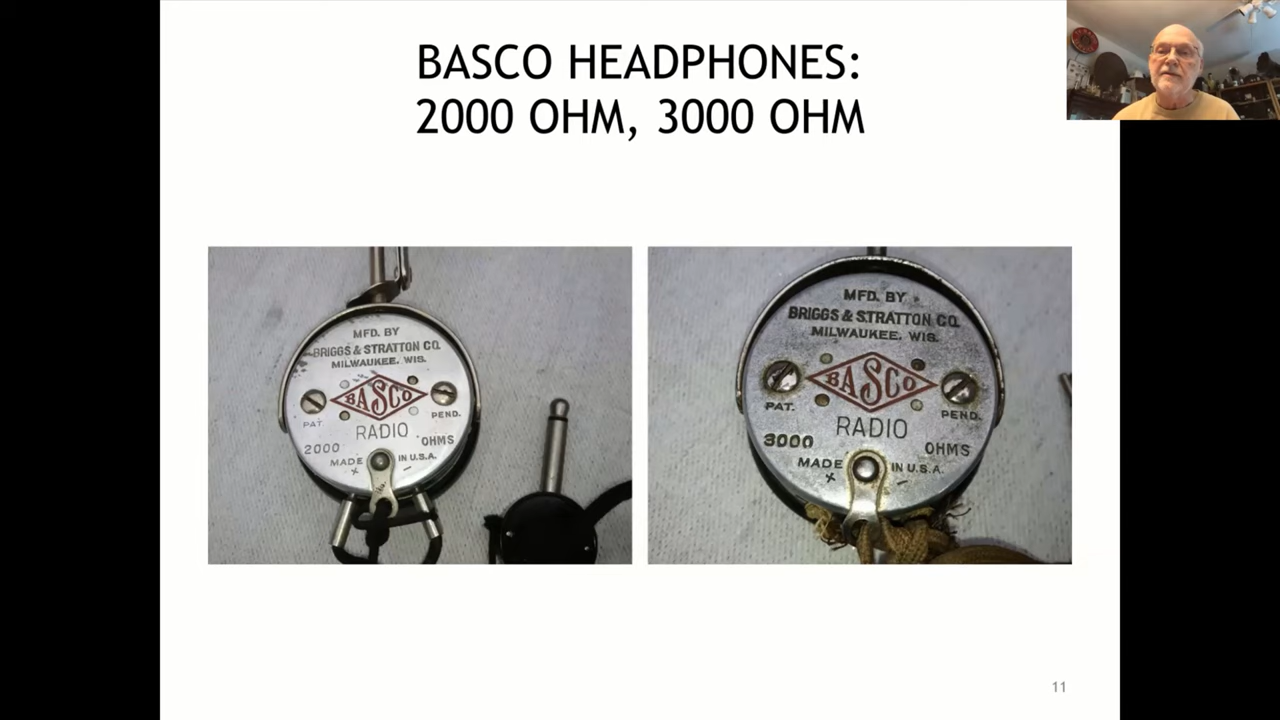 BASCO HEADPHONES:
2000 OHM, 3000 OHM
MFD. BY
BRIGGS & STRATTON CO.
MILWAUKEE, WIS.
BASCO
PAT. PEND.
RADIO
2000 OHMS
MADE IN U.S.A.
+ -
MFD. BY
BRIGGS & STRATTON CO.
MILWAUKEE, WIS.
BASCO
PAT. PEND.
RADIO
3000 OHMS
MADE IN U.S.A.
+ -
11